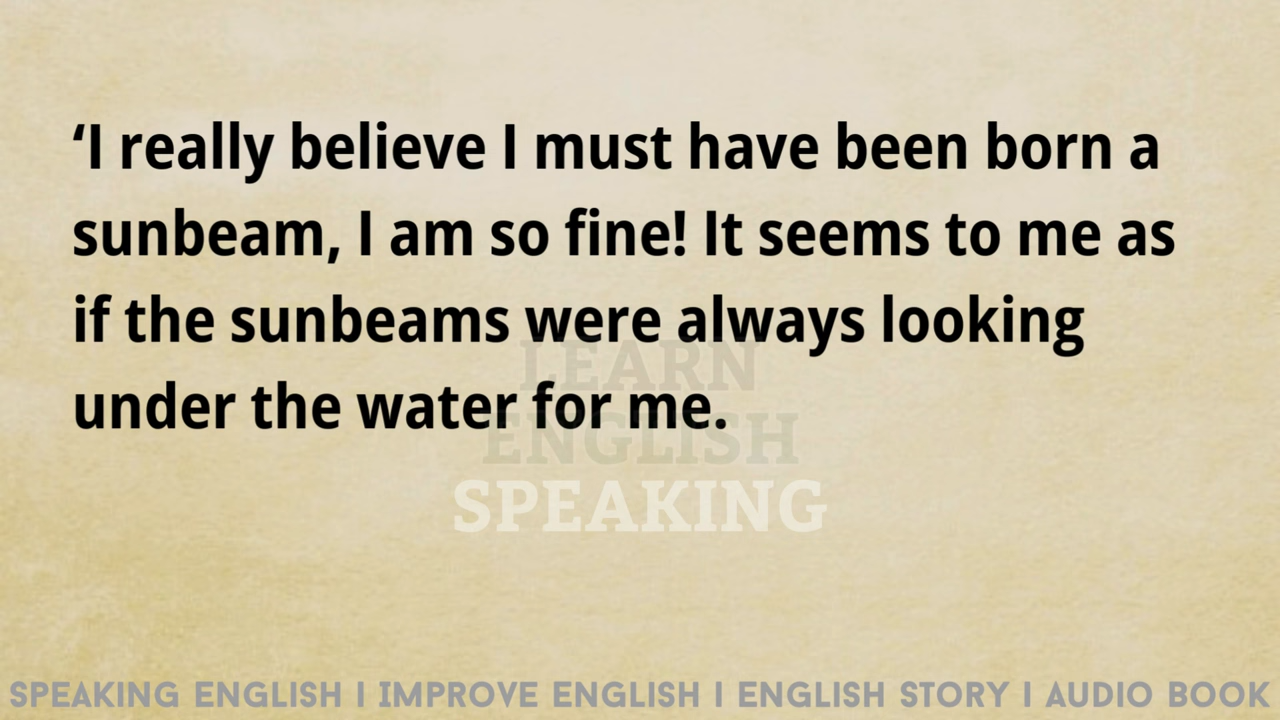 ‘I really believe I must have been born a
sunbeam, I am so fine! It seems to me as
if the sunbeams were always looking
under the water for me.
LEARN
ENGLISH
SPEAKING
SPEAKING ENGLISH I IMPROVE ENGLISH I ENGLISH STORY I AUDIO BOOK